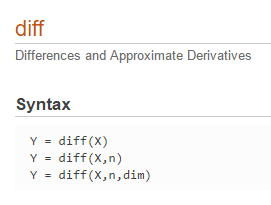 diff
Differences and Approximate Derivatives
Syntax
Y = diff(X)
Y = diff(X,n)
Y = diff(X,n,dim)